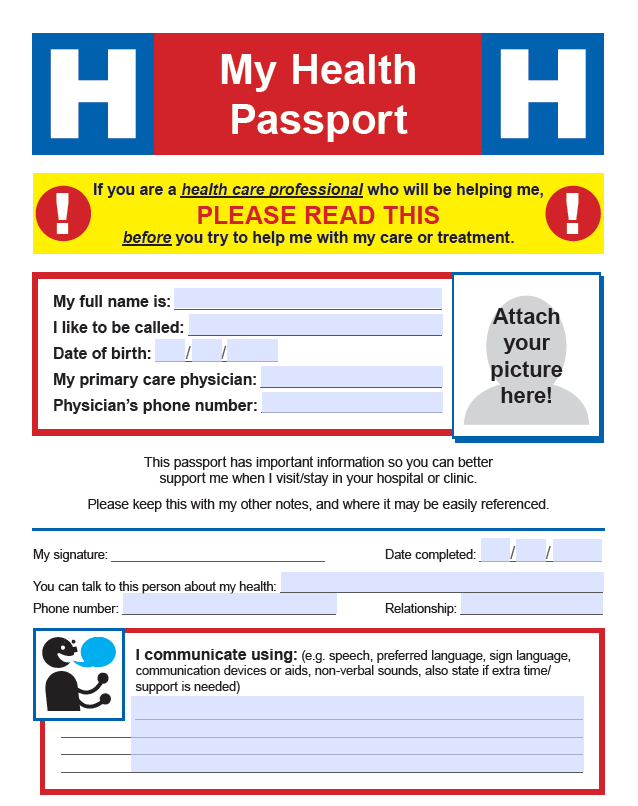 H
My Health
Passport
H
If you are a health care professional who will be helping me,
!
PLEASE READ THIS
!
before you try to help me with my care or treatment.
My full name is:
I like to be called:
Date of birth: / /
My primary care physician:
Physician's phone number:
Attach
your
picture
here!
This passport has important information so you can better
support me when I visit/stay in your hospital or clinic.
Please keep this with my other notes, and where it may be easily referenced.
My signature: Date completed: / /
You can talk to this person about my health:
Phone number: Relationship:
I communicate using: (e.g. speech, preferred language, sign language,
communication devices or aids, non-verbal sounds, also state if extra time/
support is needed)